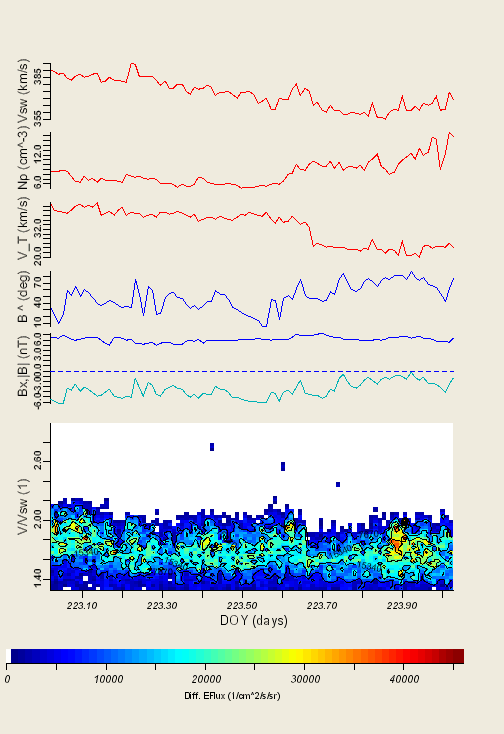 Vsw (km/s)
385
355
Np (cm^-3)
12.0
6.0
V_T (km/s)
32.0
20.0
B ^ (deg)
70
40
10
Bx,|B| (nT)
6.0
3.0
0.0
-3.0
-6.0
V/Vsw (1)
2.60
2.00
1.40
223.10 223.30 223.50 223.70 223.90
DOY (days)
0 10000 20000 30000 40000
Diff. EFlux (1/cm^2/s/sr)